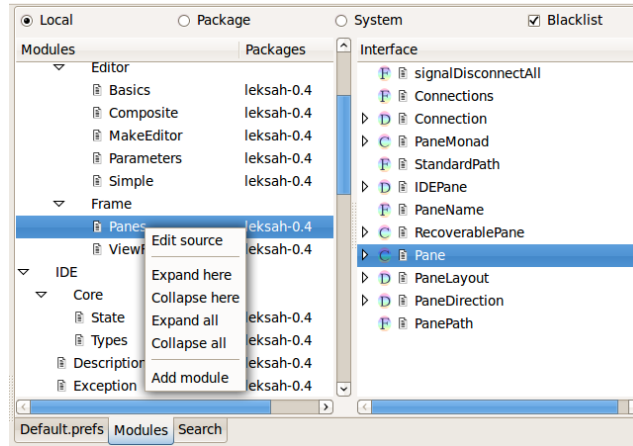 Local Package System Blacklist
Modules Packages
Editor
Basics leksah-0.4
Composite leksah-0.4
MakeEditor leksah-0.4
Parameters leksah-0.4
Simple leksah-0.4
Frame
Panes leksah-0.4
ViewF
IDE
Core
State leksah-0.4
Types leksah-0.4
Description leksah-0.4
Exception leksah-0.4
Edit source
Expand here
Collapse here
Expand all
Collapse all
Add module
Interface
F signalDisconnectAll
F Connections
D Connection
C PaneMonad
F StandardPath
D IDEPane
F PaneName
C RecoverablePane
C Pane
D PaneLayout
D PaneDirection
F PanePath
Default.prefs Modules Search